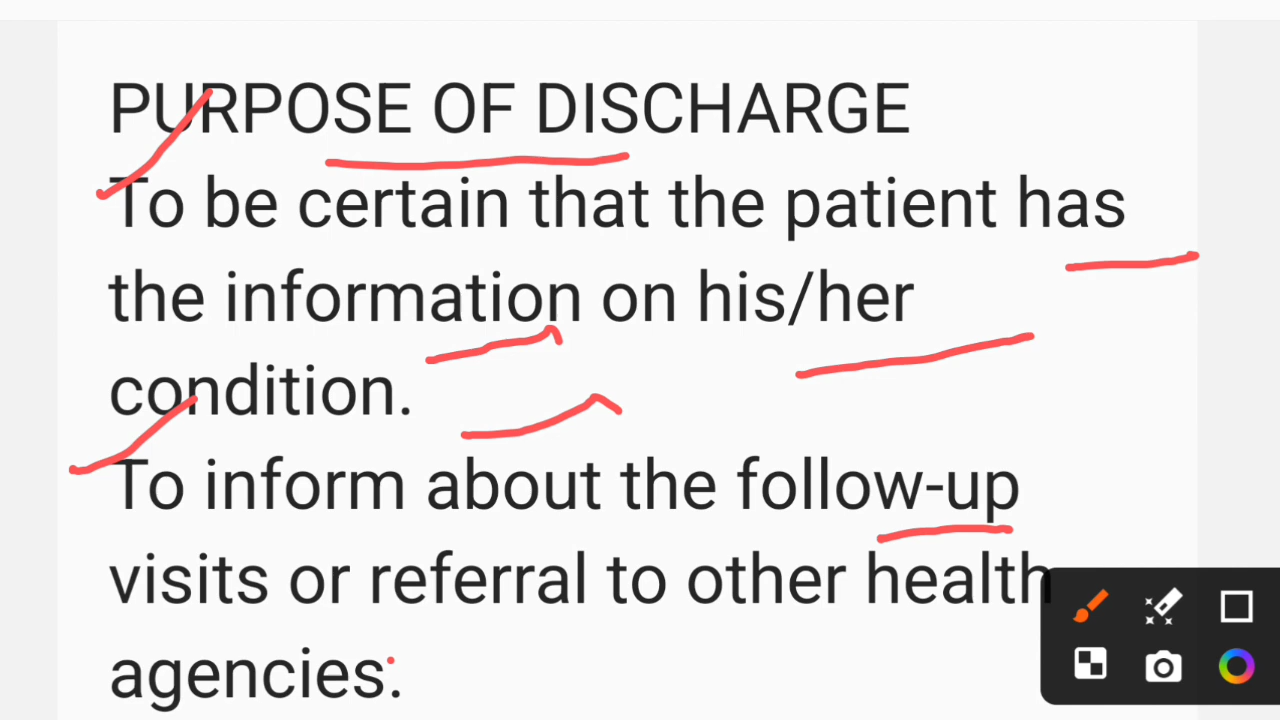 PURPOSE OF DISCHARGE
To be certain that the patient has
the information on his/her
condition.
To inform about the follow-up
visits or referral to other health
agencies.